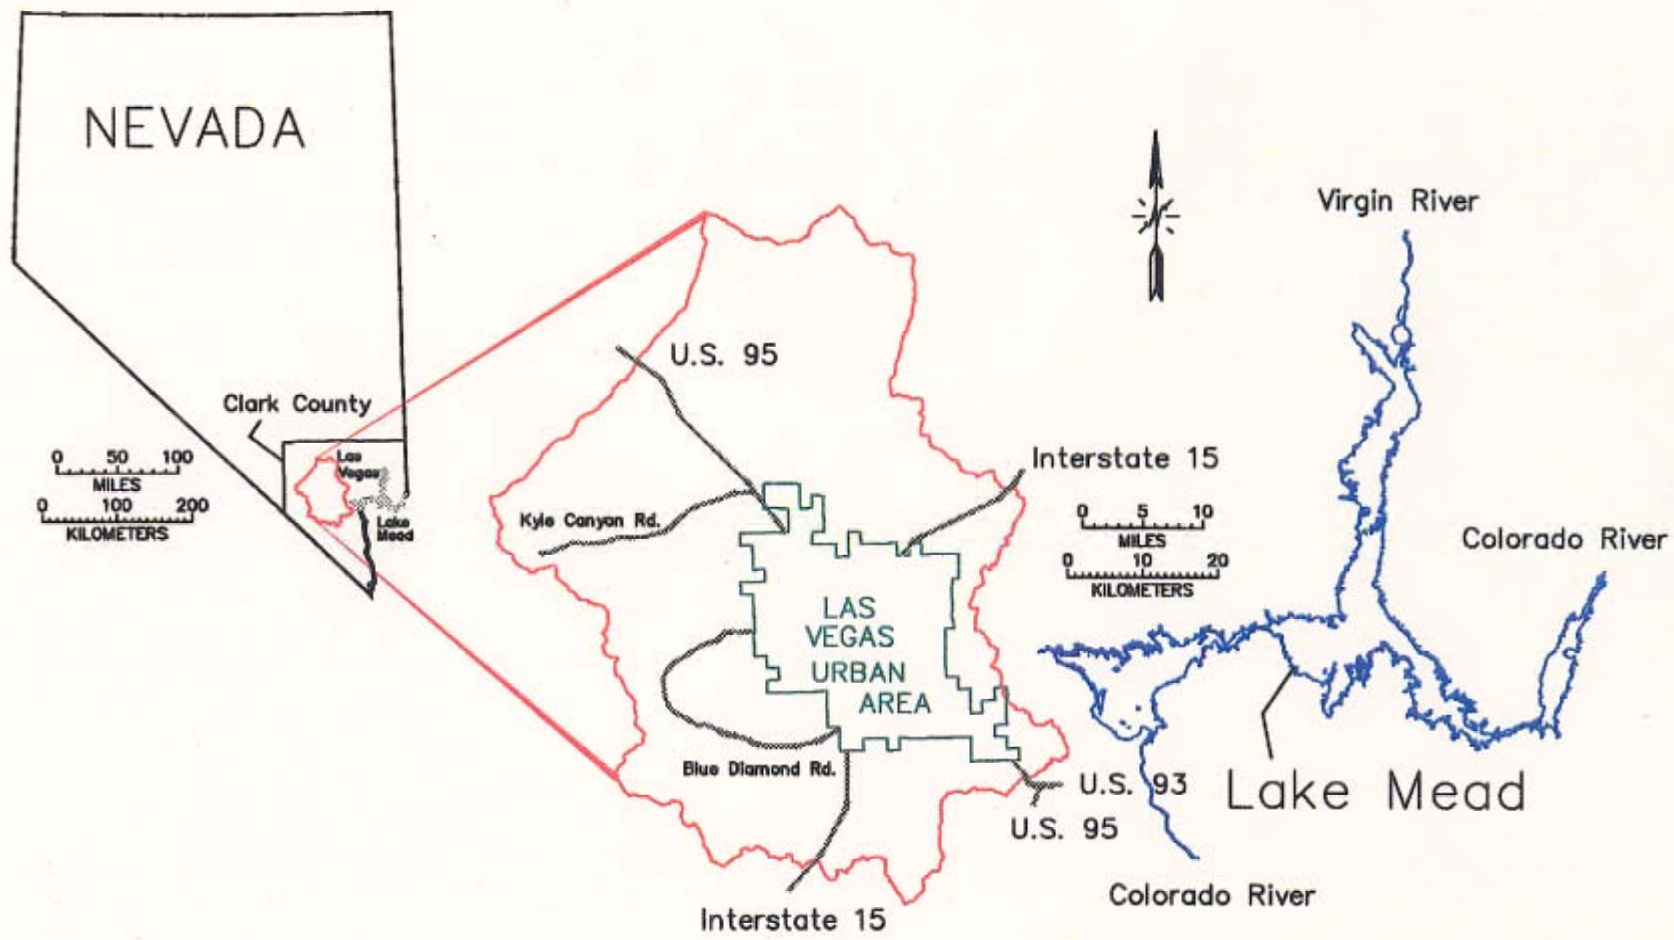 NEVADA
Virgin River
U.S. 95
Clark County
Las
Vegas
Interstate 15
0 50 100
MILES
0 100 200
KILOMETERS
Lake
Mead
Kyle Canyon Rd.
0 5 10
MILES
0 10 20
KILOMETERS
Colorado River
LAS
VEGAS
URBAN
AREA
Blue Diamond Rd.
U.S. 93
Lake Mead
U.S. 95
Colorado River
Interstate 15